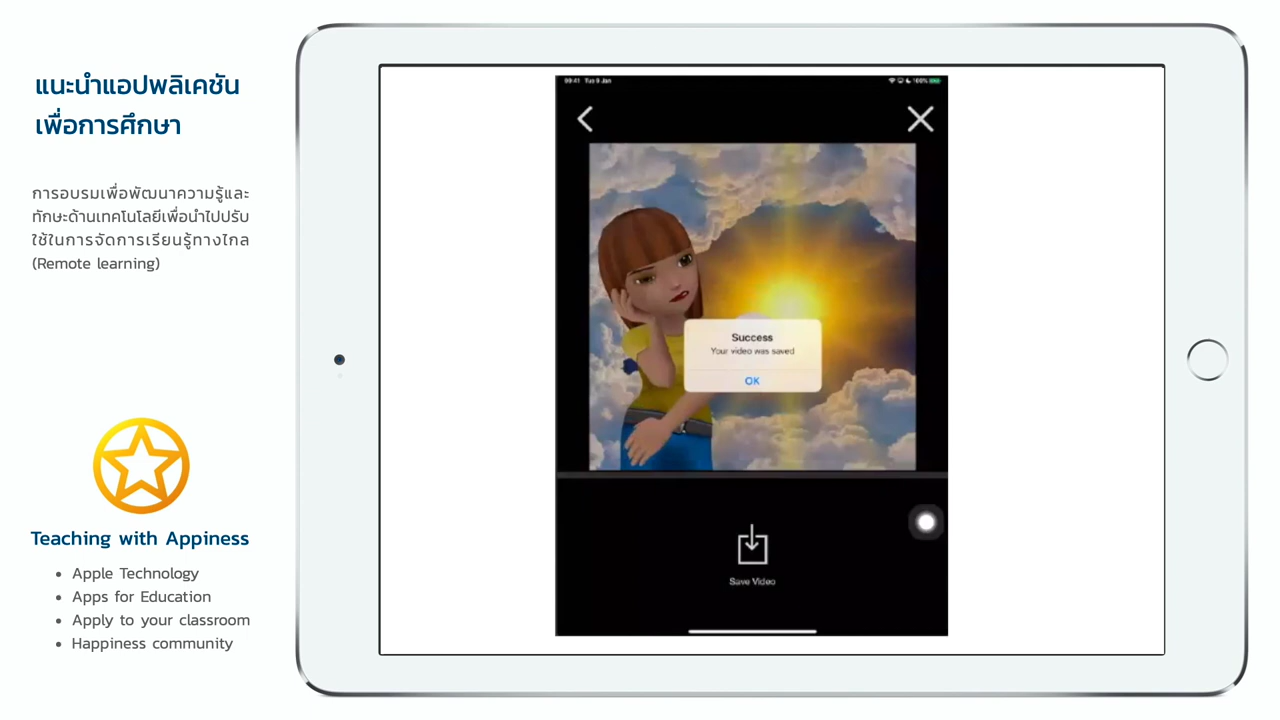 แนะนำแอปพลิเคชัน
เพื่อการศึกษา
การอบรมเพื่อพัฒนาความรู้และ
ทักษะด้านเทคโนโลยีเพื่อนำไปปรับ
ใช้ในการจัดการเรียนรู้ทางไกล
(Remote learning)
Teaching with Appiness
• Apple Technology
• Apps for Education
• Apply to your classroom
• Happiness community
09:41 Tue 9 Jan
100%
Success
Your video was saved
OK
Save Video